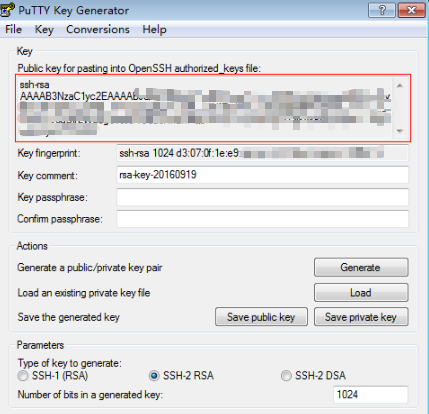 PuTTY Key Generator
File Key Conversions Help
Key
Public key for pasting into OpenSSH authorized_keys file:
ssh-rsa
AAAAB3NzaC1yc2EAAAAB
Key fingerprint: ssh-rsa 1024 d3:07:0f:1e:e9:
Key comment: rsa-key-20160919
Key passphrase:
Confirm passphrase:
Actions
Generate a public/private key pair Generate
Load an existing private key file Load
Save the generated key Save public key Save private key
Parameters
Type of key to generate:
SSH-1 (RSA) SSH-2 RSA SSH-2 DSA
Number of bits in a generated key: 1024